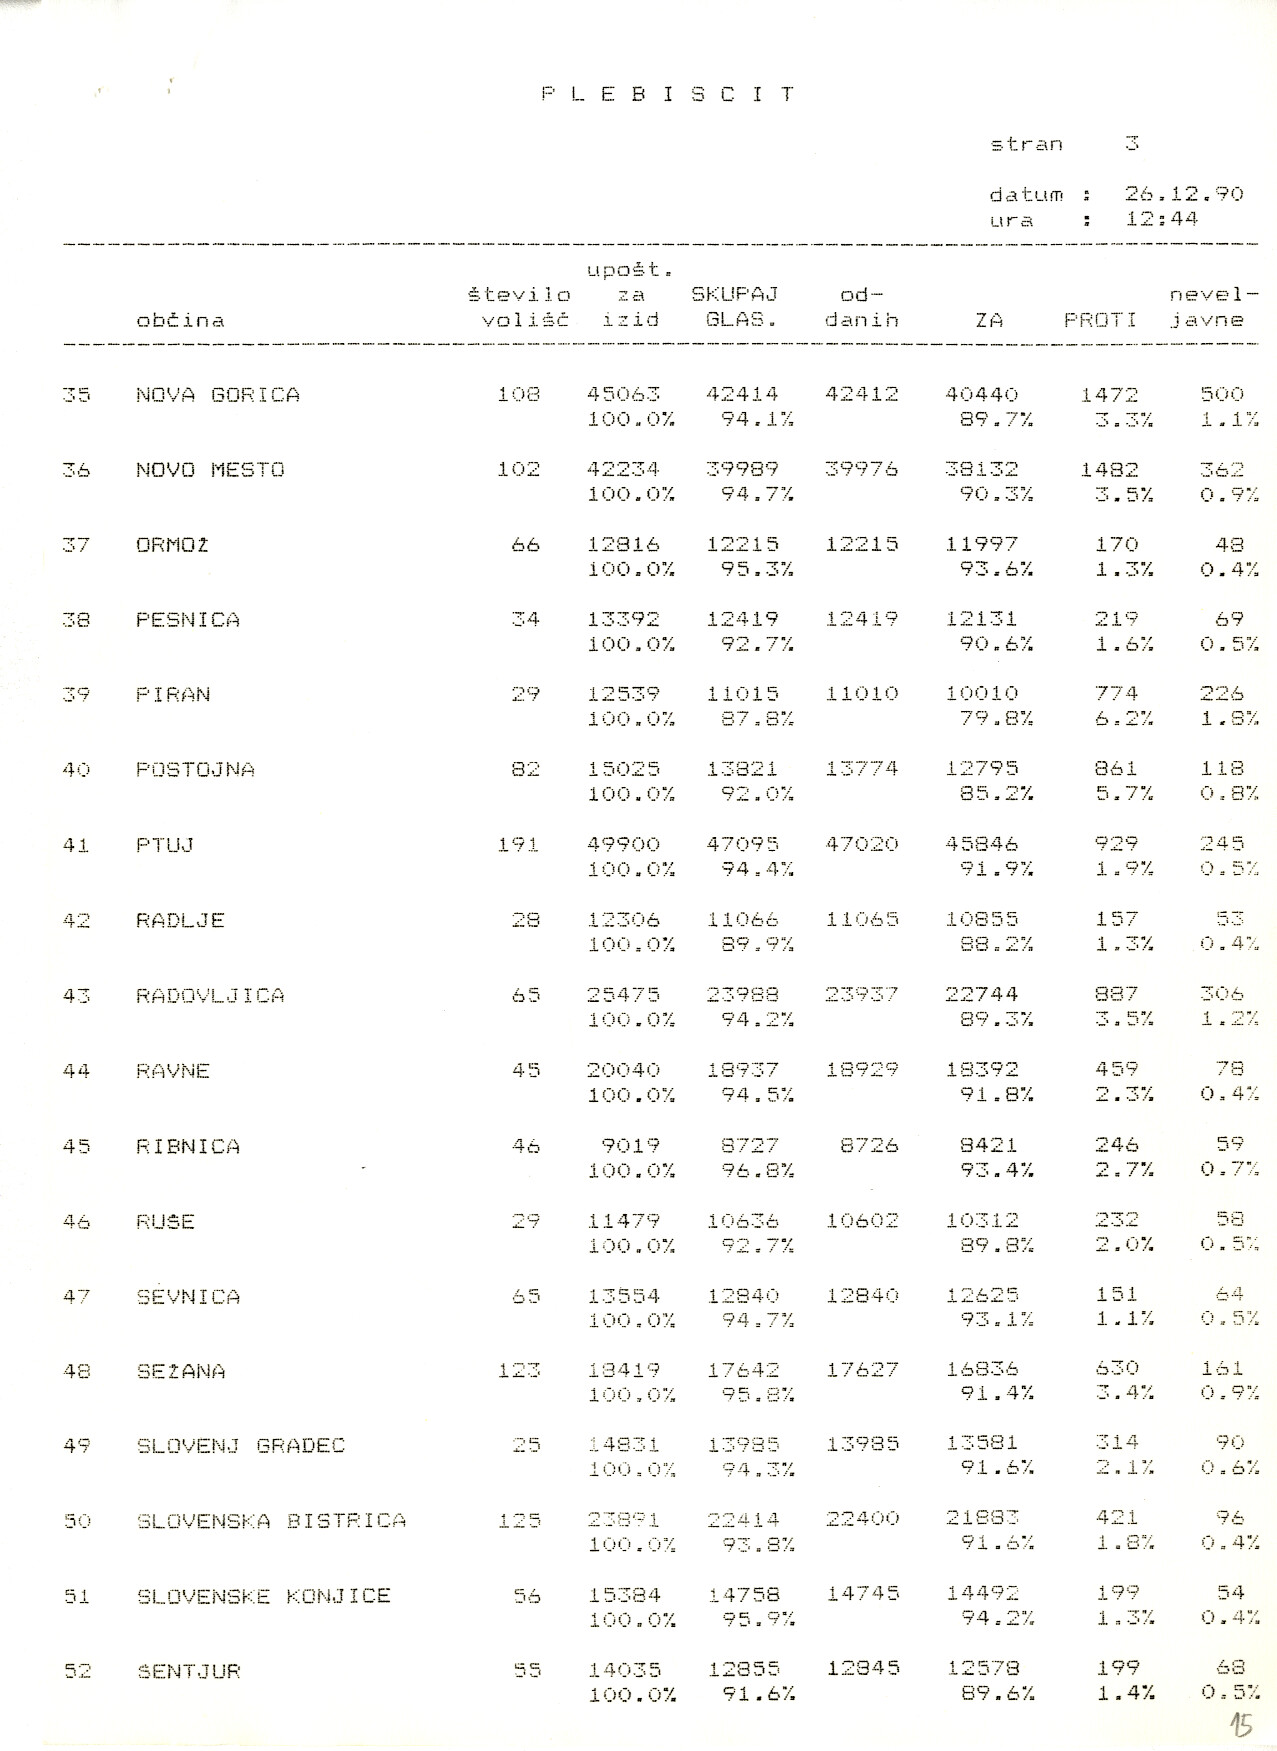 P L E B I S C I T
stran 3
datum : 26.12.90
ura : 12:44
upošt.
število za SKUPAJ od- nevel-
občina volišč izid GLAS. danih ZA PROTI javne
35 NOVA GORICA 108 45063 42414 42412 40440 1472 500
100.0% 94.1% 89.7% 3.3% 1.1%
36 NOVO MESTO 102 42234 39989 39976 38132 1482 362
100.0% 94.7% 90.3% 3.5% 0.9%
37 ORMOŽ 66 12816 12215 12215 11997 170 48
100.0% 95.3% 93.6% 1.3% 0.4%
38 PESNICA 34 13392 12419 12419 12131 219 69
100.0% 92.7% 90.6% 1.6% 0.5%
39 PIRAN 29 12539 11015 11010 10010 774 226
100.0% 87.8% 79.8% 6.2% 1.8%
40 POSTOJNA 82 15025 13821 13774 12795 861 118
100.0% 92.0% 85.2% 5.7% 0.8%
41 PTUJ 191 49900 47095 47020 45846 929 245
100.0% 94.4% 91.9% 1.9% 0.5%
42 RADLJE 28 12306 11066 11065 10855 157 53
100.0% 89.9% 88.2% 1.3% 0.4%
43 RADOVLJICA 65 25475 23988 23937 22744 887 306
100.0% 94.2% 89.3% 3.5% 1.2%
44 RAVNE 45 20040 18937 18929 18392 459 78
100.0% 94.5% 91.8% 2.3% 0.4%
45 RIBNICA 46 9019 8727 8726 8421 246 59
100.0% 96.8% 93.4% 2.7% 0.7%
46 RUŠE 29 11479 10636 10602 10312 232 58
100.0% 92.7% 89.8% 2.0% 0.5%
47 SEVNICA 65 13554 12840 12840 12625 151 64
100.0% 94.7% 93.1% 1.1% 0.5%
48 SEŽANA 123 18419 17642 17627 16836 630 161
100.0% 95.8% 91.4% 3.4% 0.9%
49 SLOVENJ GRADEC 25 14831 13985 13985 13581 314 90
100.0% 94.3% 91.6% 2.1% 0.6%
50 SLOVENSKA BISTRICA 125 23891 22414 22400 21883 421 96
100.0% 93.8% 91.6% 1.8% 0.4%
51 SLOVENSKE KONJICE 56 15384 14758 14745 14492 199 54
100.0% 95.9% 94.2% 1.3% 0.4%
52 ŠENTJUR 55 14035 12855 12845 12578 199 68
100.0% 91.6% 89.6% 1.4% 0.5%
15